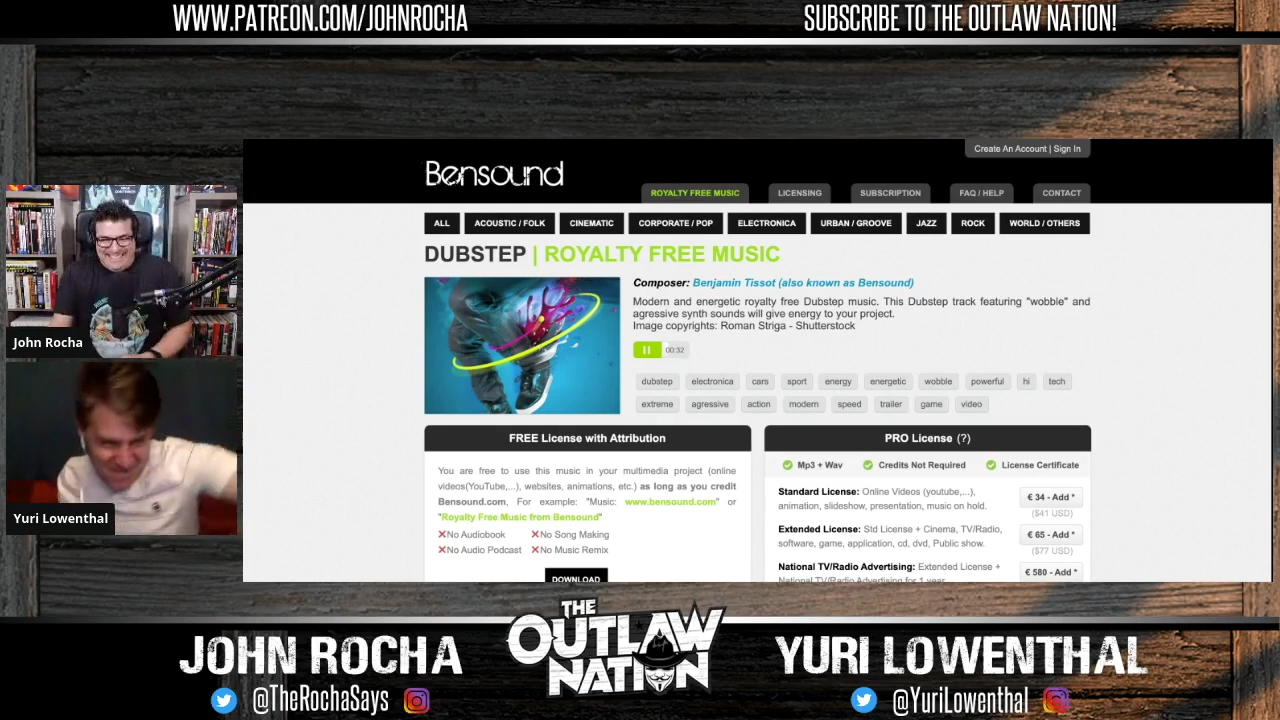 WWW.PATREON.COM/JOHNROCHA
SUBSCRIBE TO THE OUTLAW NATION!
Create An Account | Sign In
Bensound
ROYALTY FREE MUSIC
LICENSING
SUBSCRIPTION
FAQ / HELP
CONTACT
ALL
ACOUSTIC / FOLK
CINEMATIC
CORPORATE / POP
ELECTRONICA
URBAN / GROOVE
JAZZ
ROCK
WORLD / OTHERS
DUBSTEP | ROYALTY FREE MUSIC
Composer: Benjamin Tissot (also known as Bensound)
Modern and energetic royalty free Dubstep music. This Dubstep track featuring "wobble" and
agressive synth sounds will give energy to your project.
Image copyrights: Roman Striga - Shutterstock
00:32
dubstep electronica cars sport energy energetic wobble powerful hi tech
extreme agressive action modern speed trailer game video
FREE License with Attribution
You are free to use this music in your multimedia project (online
videos(YouTube,...), websites, animations, etc.) as long as you credit
Bensound.com, For example: "Music: www.bensound.com" or
"Royalty Free Music from Bensound"
No Audiobook No Song Making
No Audio Podcast No Music Remix
DOWNLOAD
PRO License (?)
Mp3 + Wav Credits Not Required License Certificate
Standard License: Online Videos (youtube,...),
animation, slideshow, presentation, music on hold.
€ 34 - Add *
($41 USD)
Extended License: Std License + Cinema, TV/Radio,
software, game, application, cd, dvd, Public show.
€ 65 - Add *
($77 USD)
National TV/Radio Advertising: Extended License +
National TV/Radio Advertising for 1 year
€ 580 - Add *
John Rocha
Yuri Lowenthal
JOHN ROCHA
@TheRochaSays
THE
OUTLAW
NATION
YURI LOWENTHAL
@YuriLowenthal